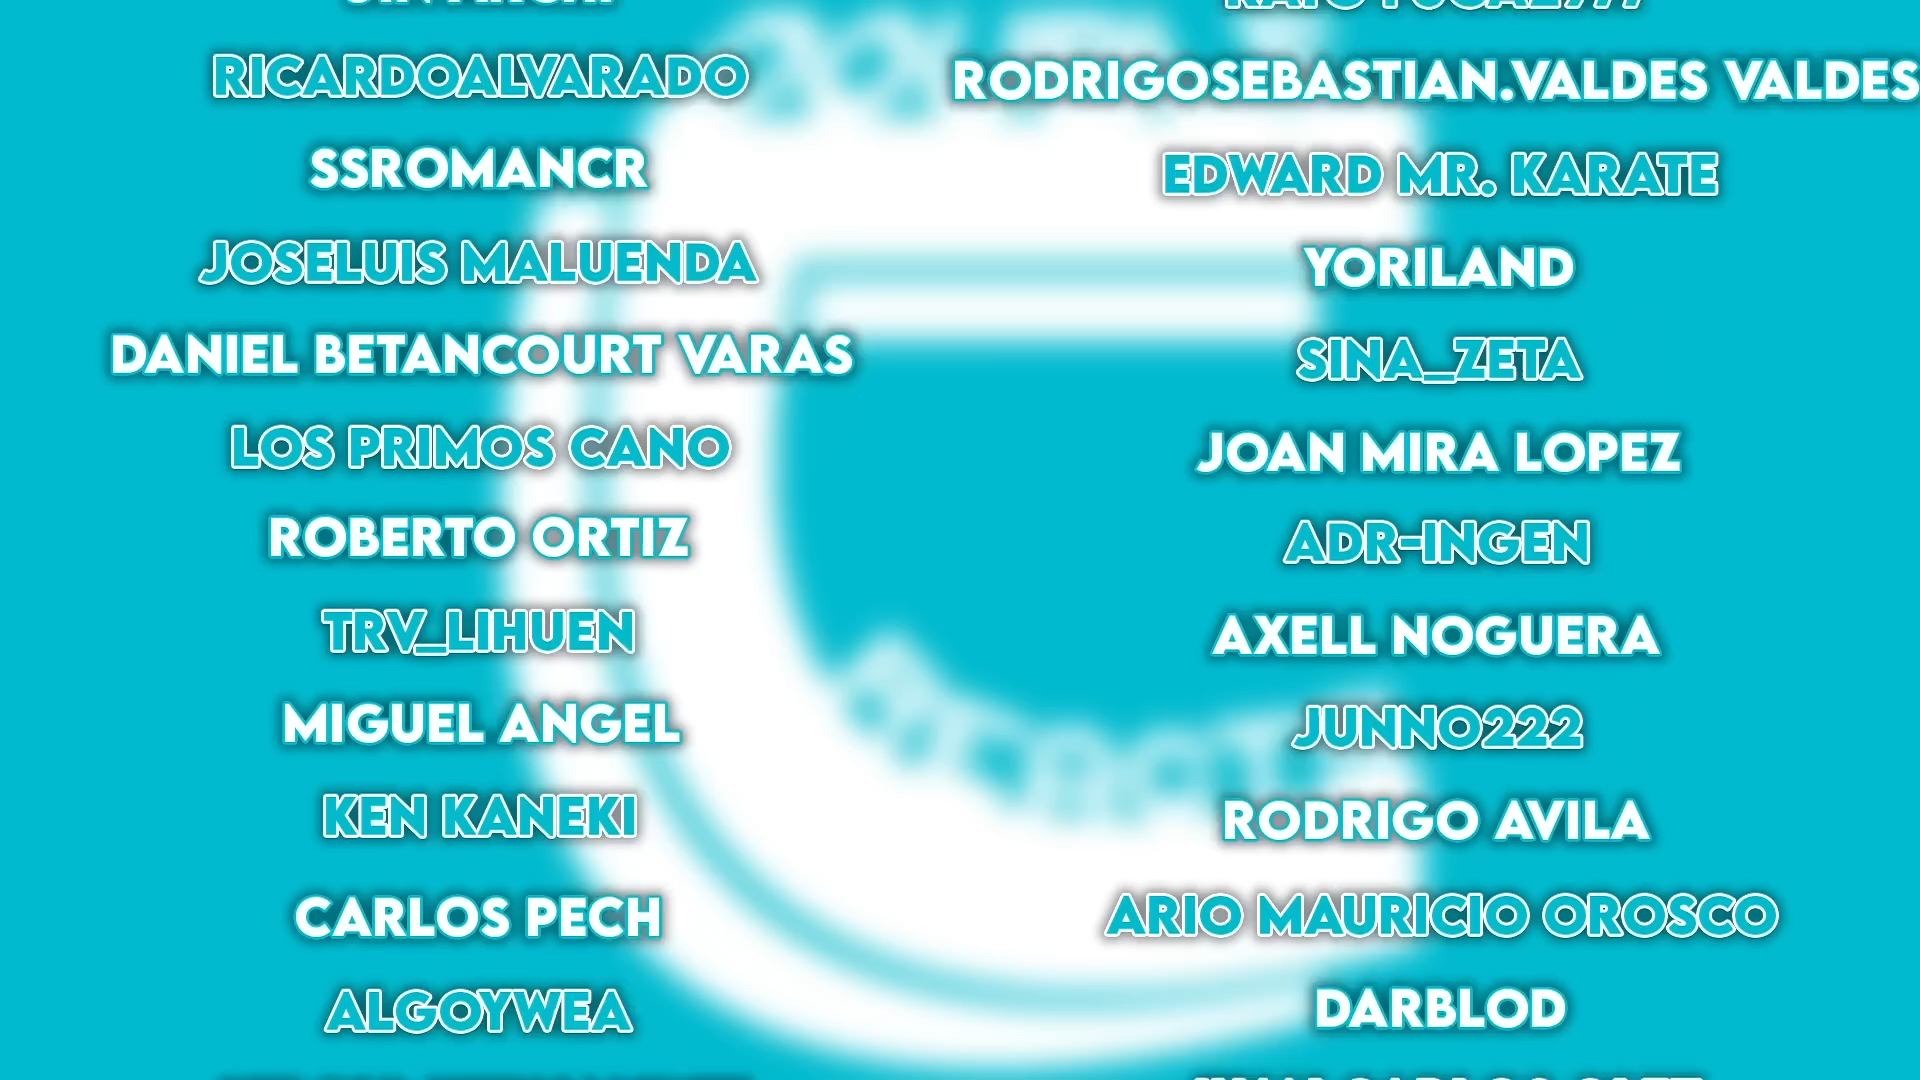 RICARDOALVARADO
SSROMANCR
JOSELUIS MALUENDA
DANIEL BETANCOURT VARAS
LOS PRIMOS CANO
ROBERTO ORTIZ
TRV_LIHUEN
MIGUEL ANGEL
KEN KANEKI
CARLOS PECH
ALGOYWEA
RODRIGOSEBASTIAN.VALDES VALDES
EDWARD MR. KARATE
YORILAND
SINA_ZETA
JOAN MIRA LOPEZ
ADR-INGEN
AXELL NOGUERA
JUNNO222
RODRIGO AVILA
ARIO MAURICIO OROSCO
DARBLOD